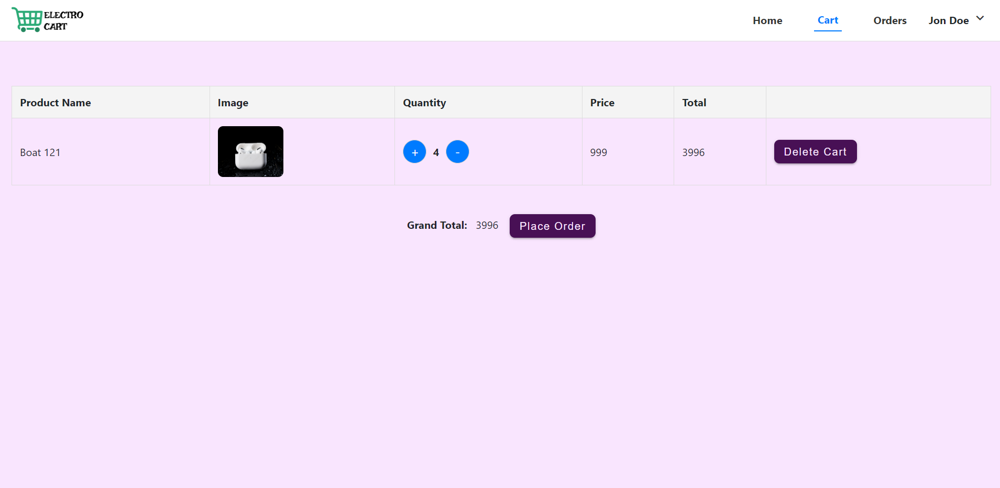 ELECTRO
CART
Home Cart Orders Jon Doe
Product Name Image Quantity Price Total
Boat 121 + 4 - 999 3996 Delete Cart
Grand Total: 3996 Place Order